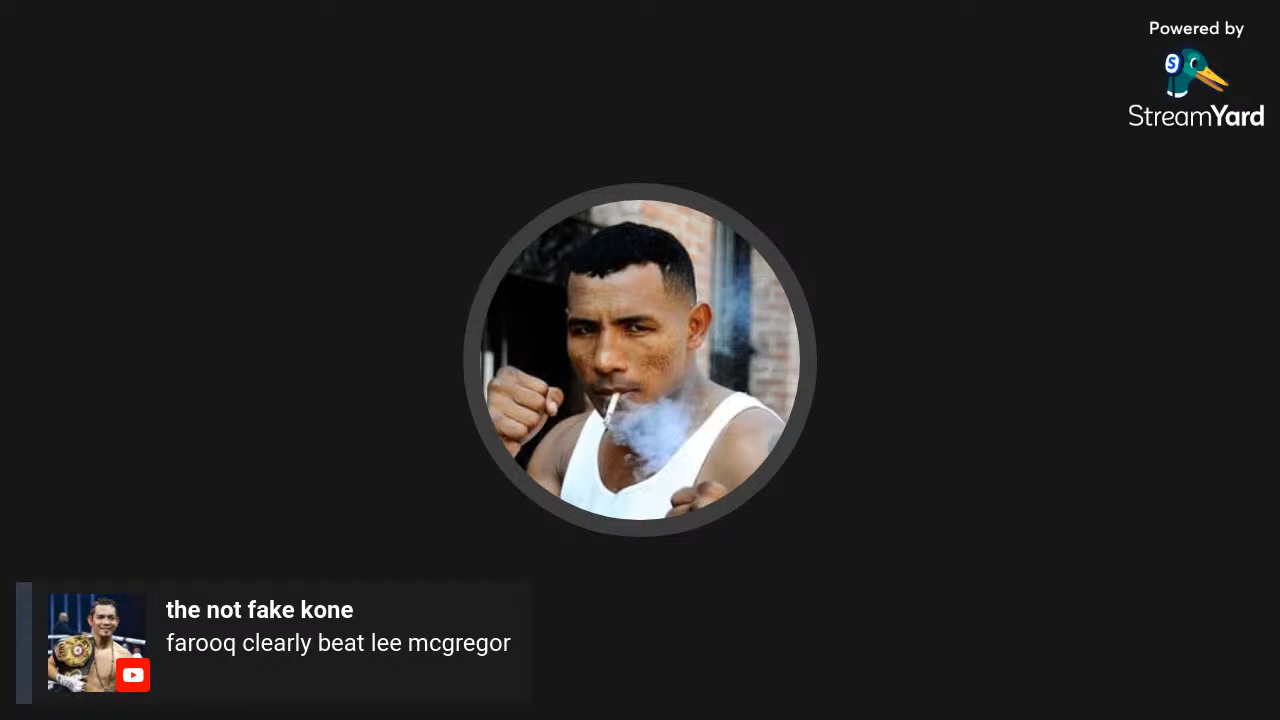 Powered by
S
StreamYard
the not fake kone
farooq clearly beat lee mcgregor